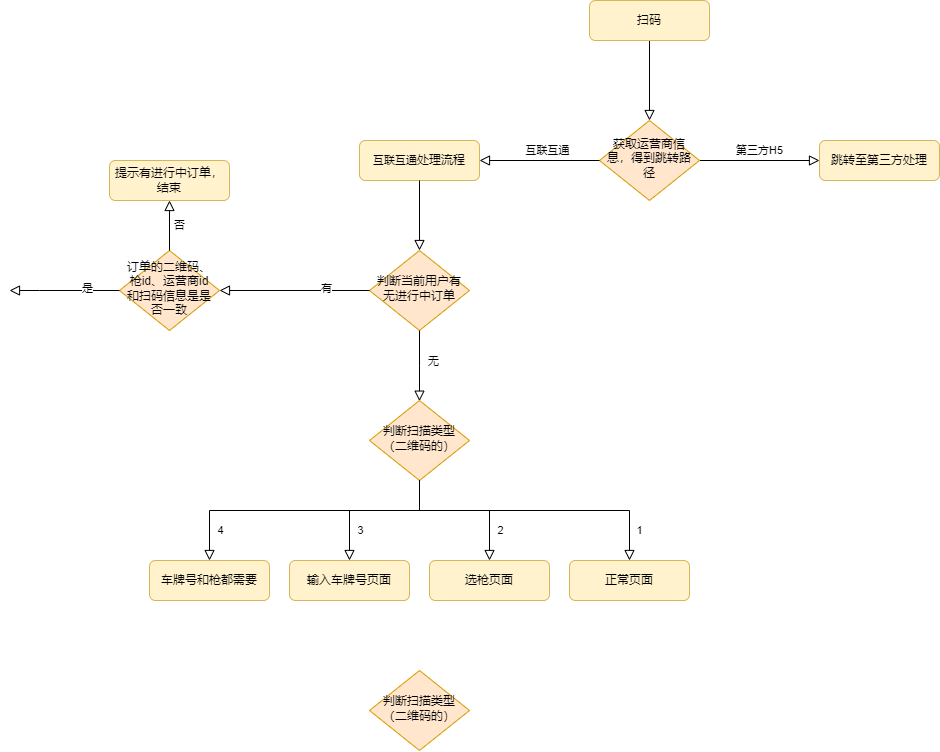 扫码
获取运营商信
息，得到跳转路
径
互联互通
第三方H5
互联互通处理流程
跳转至第三方处理
提示有进行中订单，
结束
否
订单的二维码、
枪id、运营商id
和扫码信息是是
否一致
是
有
判断当前用户有
无进行中订单
无
判断扫描类型
（二维码的）
4
3
2
1
车牌号和枪都需要
输入车牌号页面
选枪页面
正常页面
判断扫描类型
（二维码的）